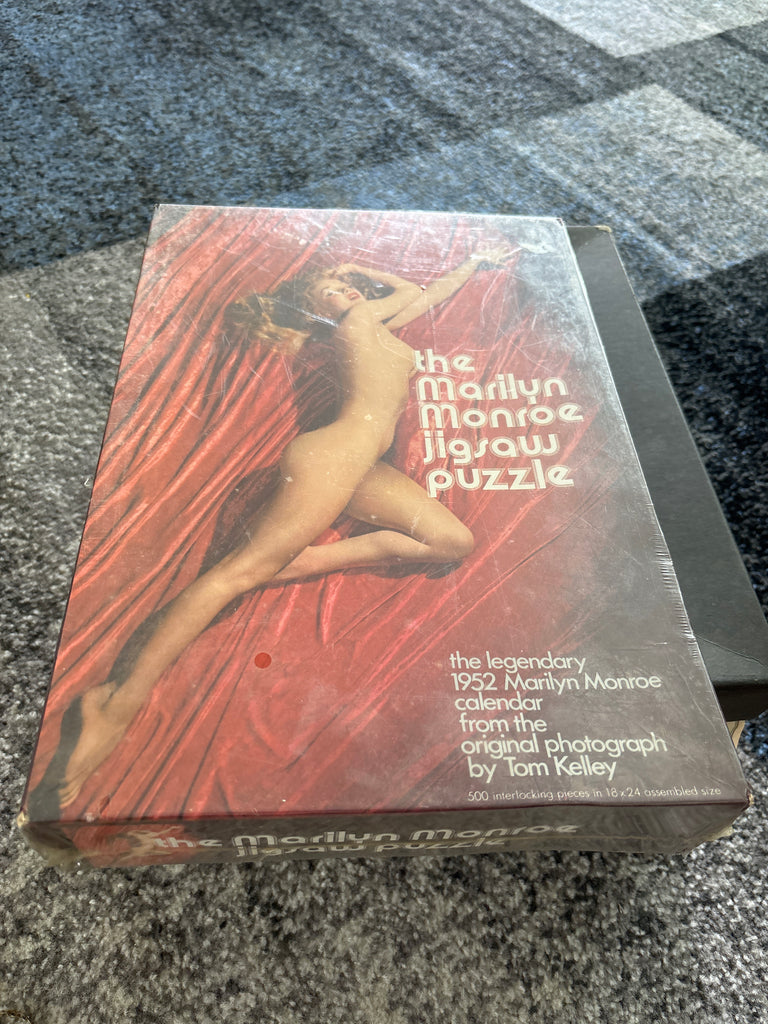 the
Marilyn
Monroe
jigsaw
puzzle
the legendary
1952 Marilyn Monroe
calendar
from the
original photograph
by Tom Kelley
500 interlocking pieces in 18 x 24 assembled size
the Marilyn Monroe
jigsaw puzzle